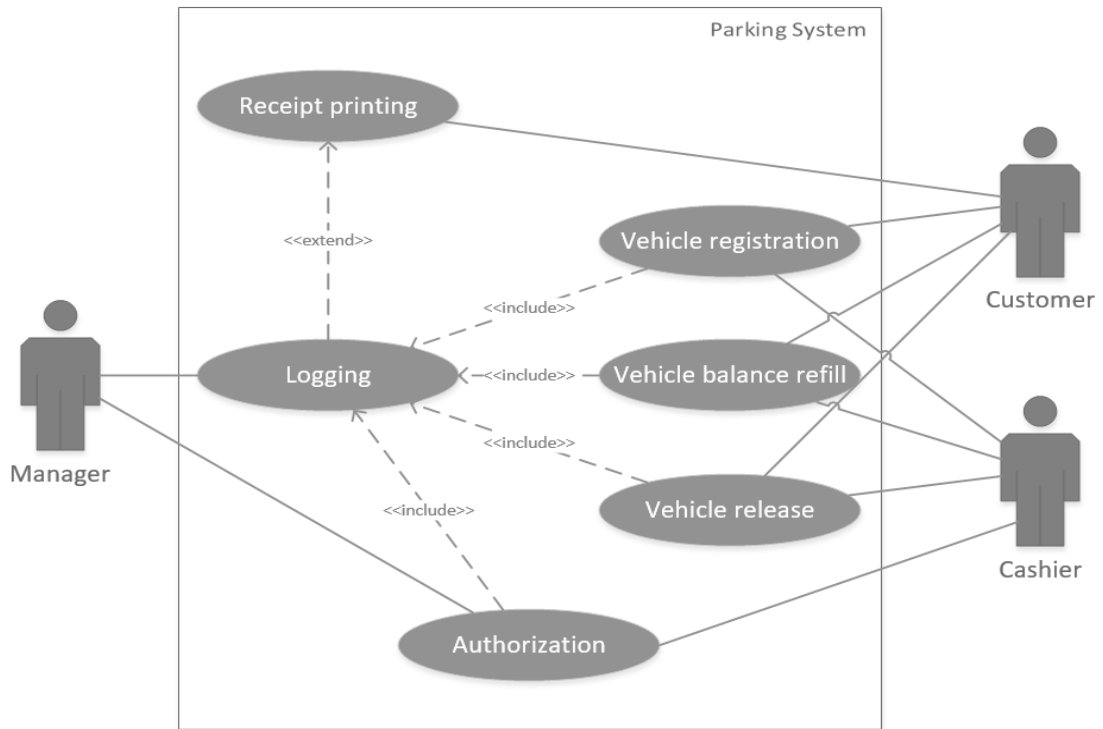 Parking System
Receipt printing
<<extend>>
Vehicle registration
Customer
<<include>>
Manager
Logging
<<include>>
Vehicle balance refill
<<include>>
Vehicle release
Cashier
<<include>>
Authorization